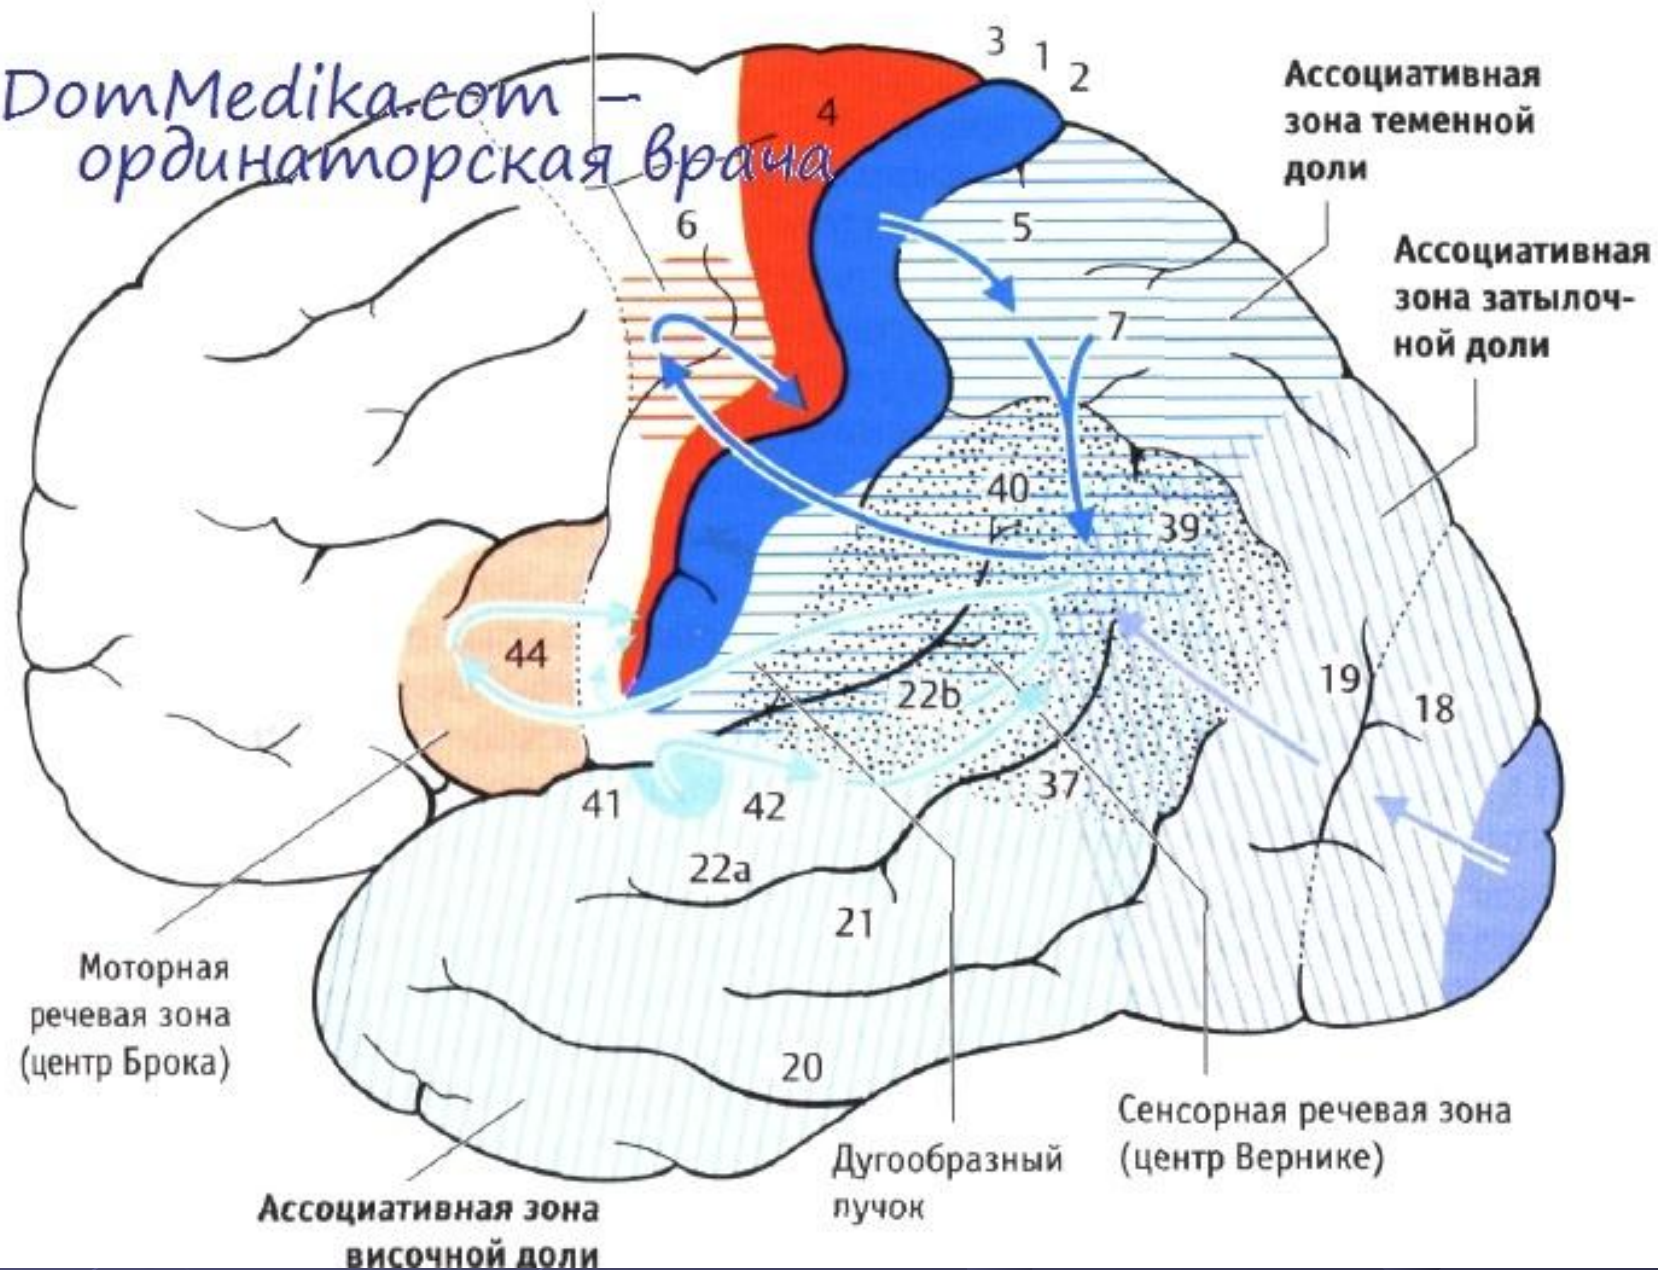 DomMedika.com –
ординаторская врача
3
1
2
4
Ассоциативная
зона теменной
доли
6
5
Ассоциативная
зона затылоч-
ной доли
7
40
39
44
22b
19
18
41
42
37
22a
21
Моторная
речевая зона
(центр Брока)
20
Сенсорная речевая зона
(центр Вернике)
Дугообразный
пучок
Ассоциативная зона
височной доли